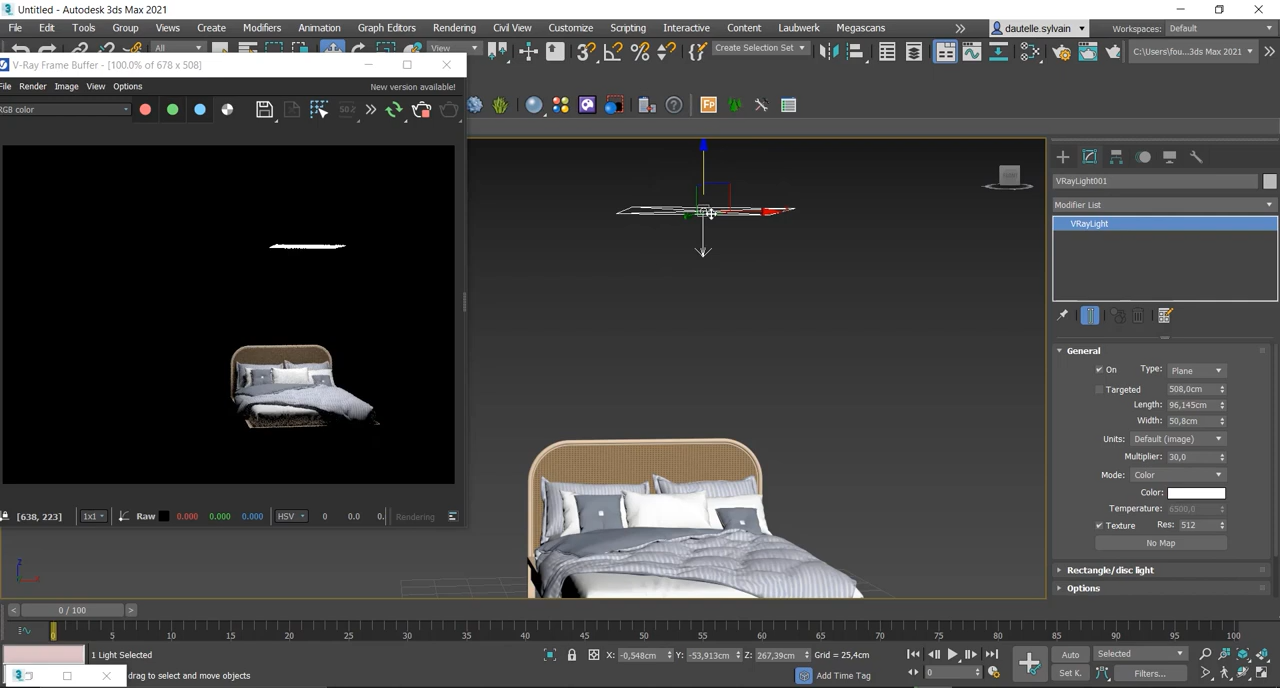 Untitled - Autodesk 3ds Max 2021
File Edit Tools Group Views Create Modifiers Animation Graph Editors Rendering Civil View Customize Scripting Interactive Content Laubwerk Megascans
dautelle.sylvain
Workspaces: Default
All
View
Create Selection Set
C:\Users\fou...3ds Max 2021
V-Ray Frame Buffer - [100.0% of 678 x 508]
File Render Image View Options
New version available!
RGB color
50%
Fp
VRayLight001
Modifier List
VRayLight
General
On Type: Plane
Targeted 508,0cm
Length: 96,145cm
Width: 50,8cm
Units: Default (image)
Multiplier: 30,0
Mode: Color
Color:
Temperature: 6500,0
Texture Res: 512
No Map
Rectangle/disc light
Options
[638, 223] 1x1 Raw 0.000 0.000 0.000 HSV 0 0.0 0. Rendering
z
x
< 0 / 100 >
0 5 10 15 20 25 30 35 40 45 50 55 60 65 70 75 80 85 90 95 100
1 Light Selected
X: -0,548cm Y: -53,913cm Z: 267,39cm Grid = 25,4cm
Auto Selected
drag to select and move objects
Add Time Tag
0
Set K. Filters...